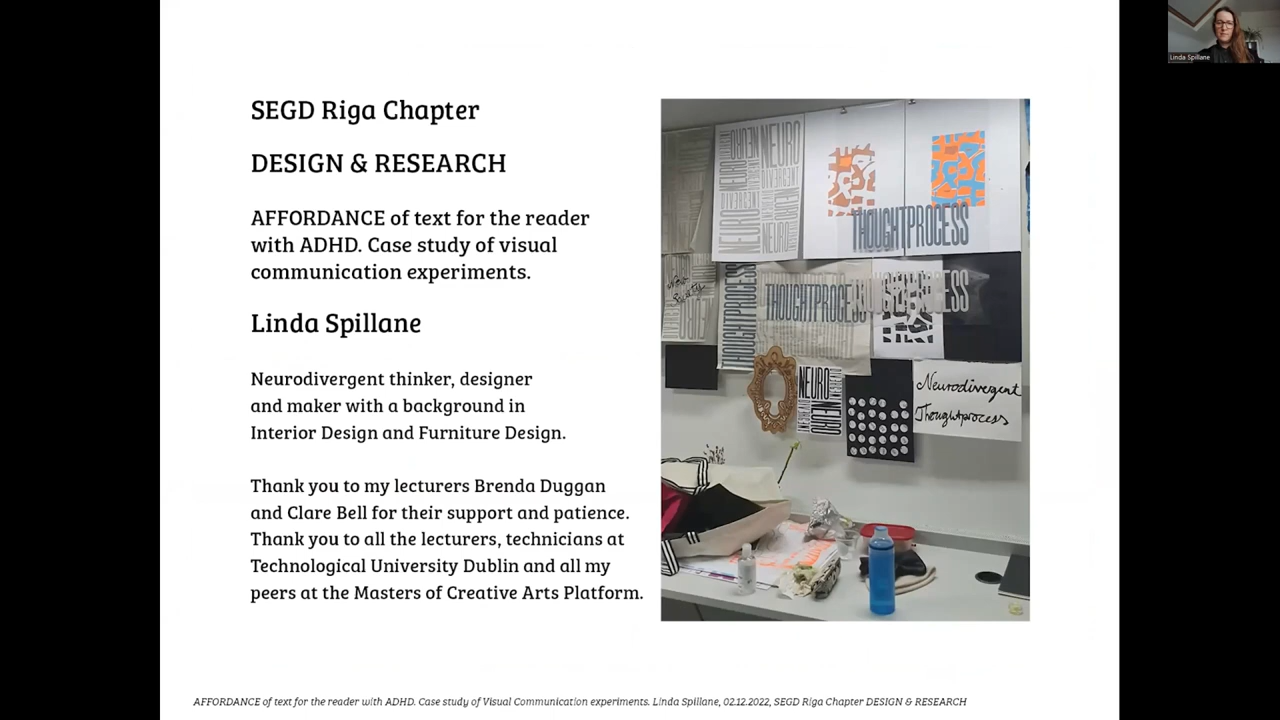 Linda Spillane
SEGD Riga Chapter
DESIGN & RESEARCH
AFFORDANCE of text for the reader
with ADHD. Case study of visual
communication experiments.
Linda Spillane
Neurodivergent thinker, designer
and maker with a background in
Interior Design and Furniture Design.
Thank you to my lecturers Brenda Duggan
and Clare Bell for their support and patience.
Thank you to all the lecturers, technicians at
Technological University Dublin and all my
peers at the Masters of Creative Arts Platform.
NEURO
THOUGHTPROCESS
THOUGHTPROCESS
THOUGHTPROCESS
NEURO
NEURO
Neurodivergent
Thoughtprocess
AFFORDANCE of text for the reader with ADHD. Case study of Visual Communication experiments. Linda Spillane, 02.12.2022, SEGD Riga Chapter DESIGN & RESEARCH